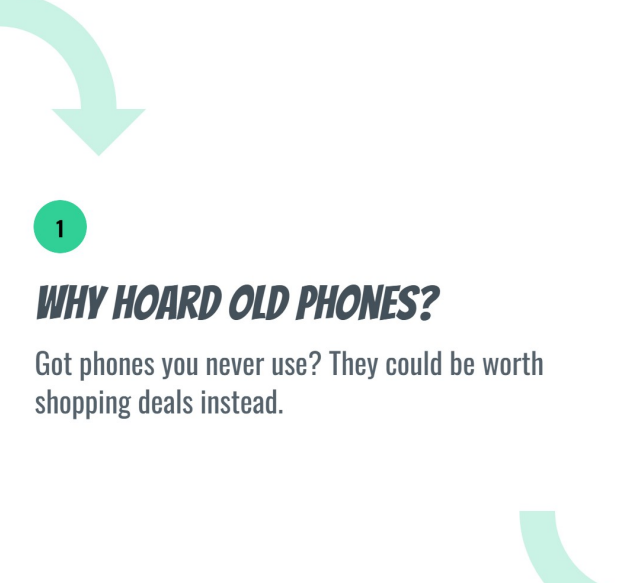 1
WHY HOARD OLD PHONES?
Got phones you never use? They could be worth
shopping deals instead.